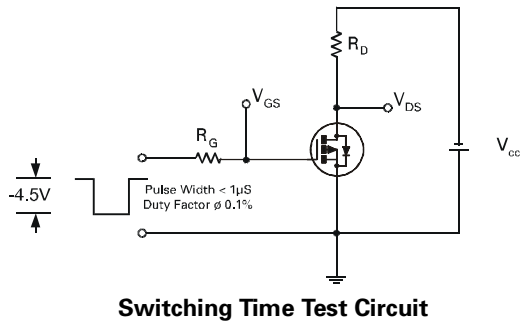 R_D
V_GS
V_DS
R_G
V_cc
-4.5V
Pulse Width < 1µS
Duty Factor ø 0.1%
Switching Time Test Circuit